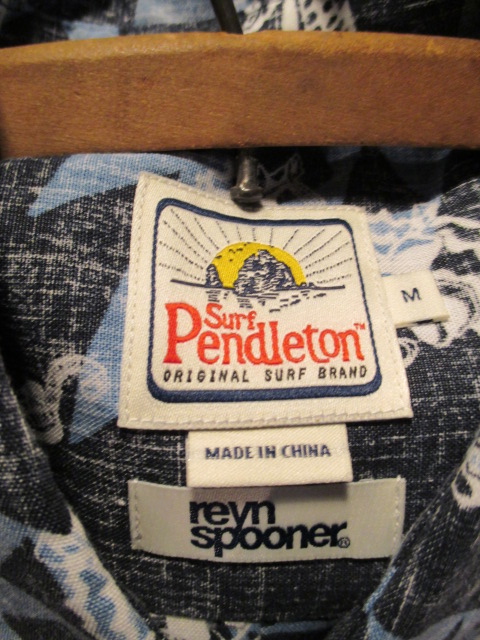 Surf
Pendleton™
ORIGINAL SURF BRAND
M
MADE IN CHINA
reyn
spooner®